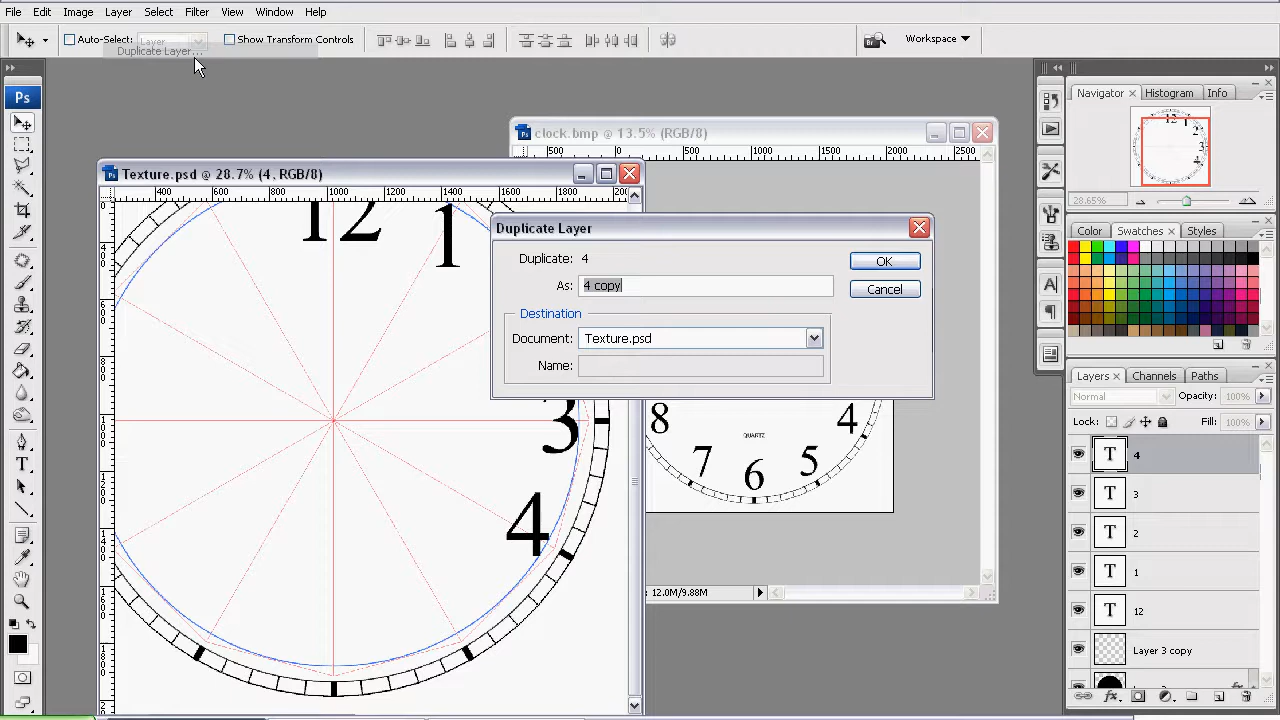 File Edit Image Layer Select Filter View Window Help
Auto-Select: Layer Show Transform Controls Workspace
Duplicate Layer...
Ps
Navigator Histogram Info
28.65%
Color Swatches Styles
Layers Channels Paths
Normal Opacity: 100%
Lock: Fill: 100%
T 4
T 3
T 2
T 1
T 12
Layer 3 copy
clock.bmp @ 13.5% (RGB/8)
500 0 500 1000 1500 2000 2500
Texture.psd @ 28.7% (4, RGB/8)
400 600 800 1000 1200 1400 1600 1800 200
12
1
3
4
Duplicate Layer
Duplicate: 4
OK
As: 4 copy
Cancel
Destination
Document: Texture.psd
Name:
8 4
QUARTZ
7 5
6
: 12.0M/9.88M